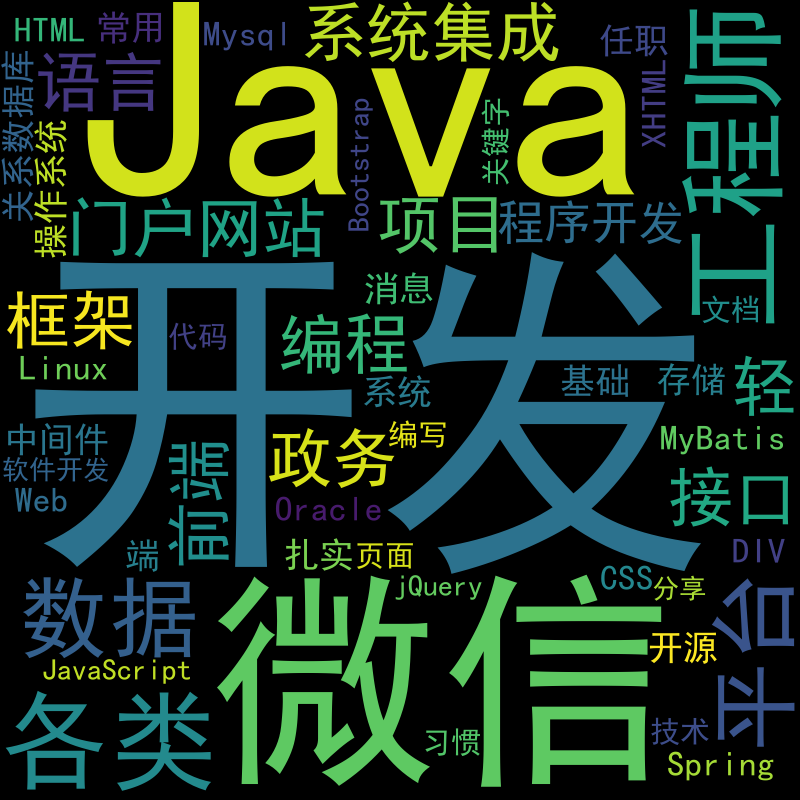 HTML
常用
Mysql
系统集成
任职
工程师
Java
关系数据库
语言
XHTML
操作系统
Bootstrap
关键字
门户网站
项目
程序开发
开发
框架
代码
消息
文档
编程
Linux
系统
基础
存储
轻
中间件
前端
政务
编写
MyBatis
软件开发
Web
Oracle
接口
端
扎实
页面
DIV
数据
jQuery
CSS
分享
平台
微信
JavaScript
开源
各类
习惯
技术
Spring